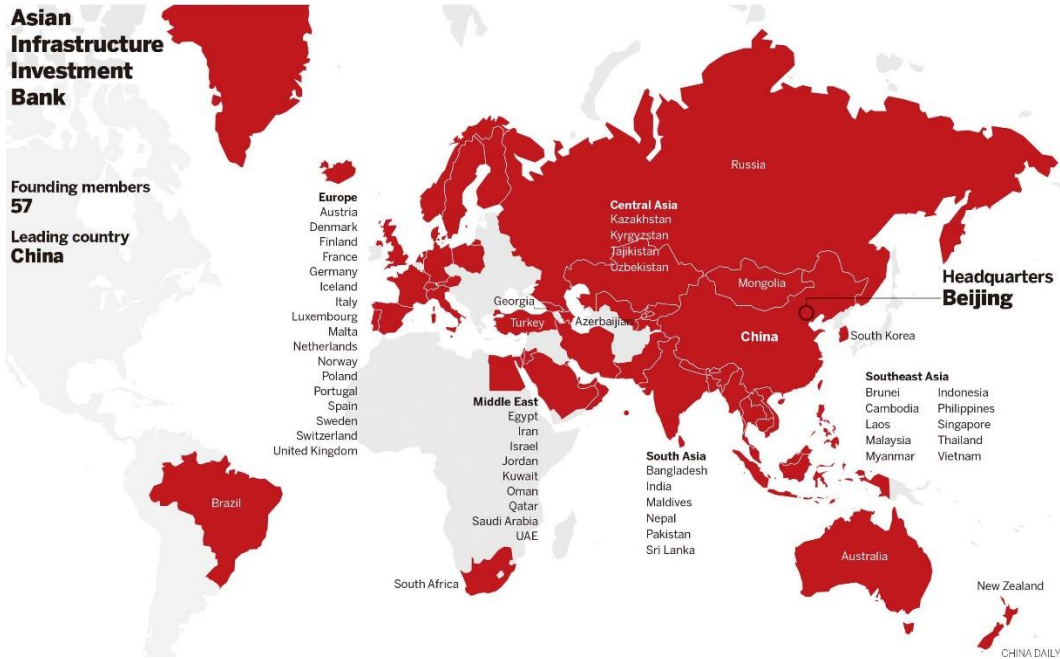 Asian
Infrastructure
Investment
Bank
Founding members
57
Leading country
China
Europe
Austria
Denmark
Finland
France
Germany
Iceland
Italy
Luxembourg
Malta
Netherlands
Norway
Poland
Portugal
Spain
Sweden
Switzerland
United Kingdom
Russia
Central Asia
Kazakhstan
Kyrgyzstan
Tajikistan
Uzbekistan
Mongolia
Headquarters
Beijing
Georgia
Turkey
Azerbaijian
China
South Korea
Middle East
Egypt
Iran
Israel
Jordan
Kuwait
Oman
Qatar
Saudi Arabia
UAE
South Asia
Bangladesh
India
Maldives
Nepal
Pakistan
Sri Lanka
Southeast Asia
Brunei Indonesia
Cambodia Philippines
Laos Singapore
Malaysia Thailand
Myanmar Vietnam
Brazil
South Africa
Australia
New Zealand
CHINA DAILY